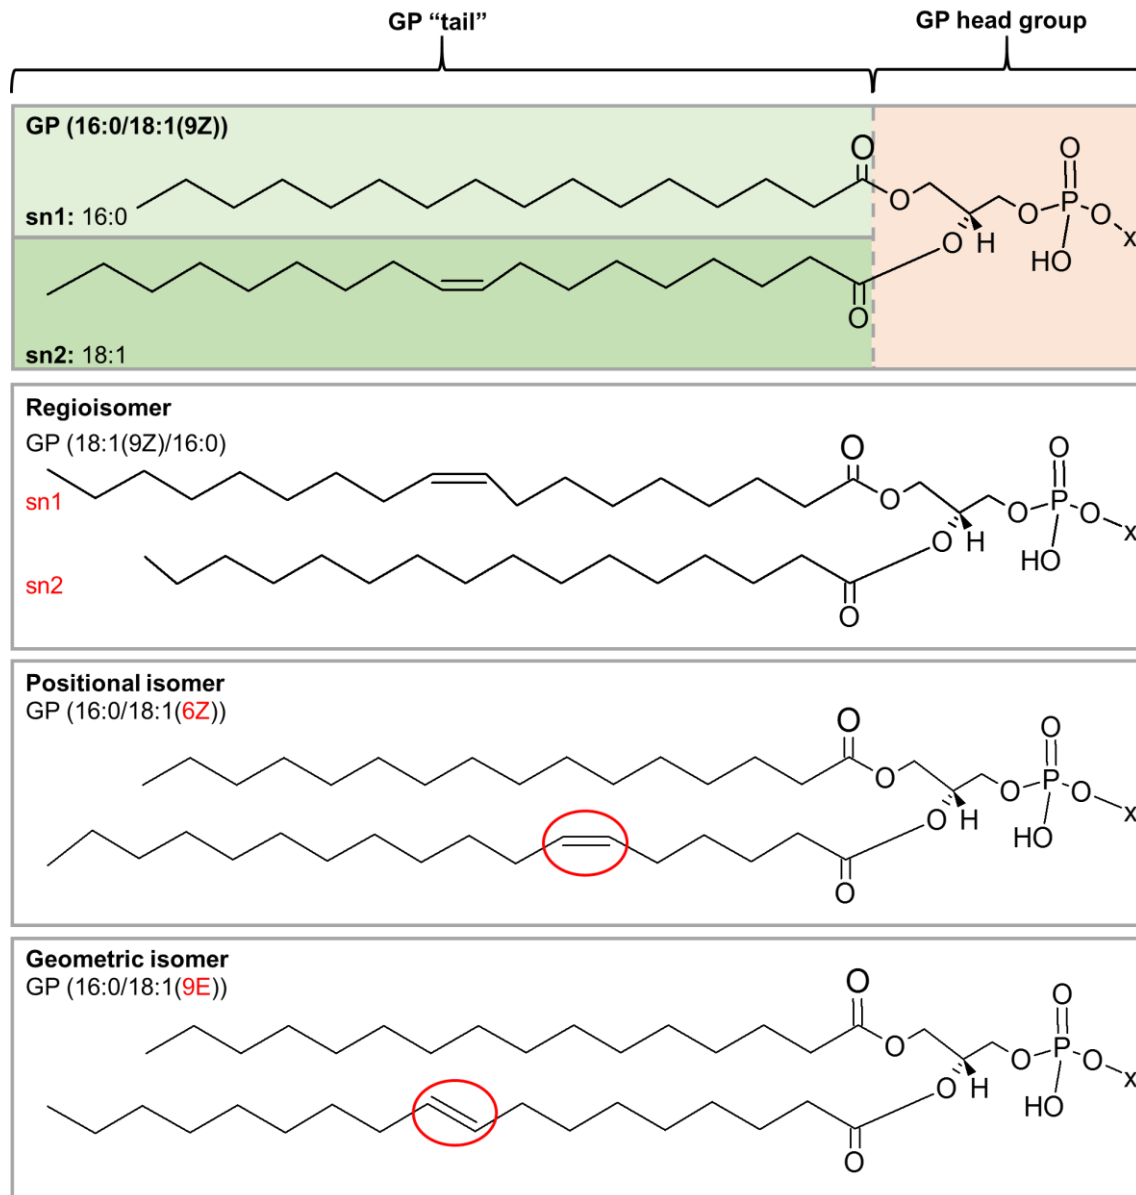 GP “tail”
GP head group
GP (16:0/18:1(9Z))
sn1: 16:0
sn2: 18:1
O
O
O
H
O
P
O
O
HO
x
O
Regioisomer
GP (18:1(9Z)/16:0)
sn1
sn2
O
O
O
H
O
P
O
O
HO
x
O
Positional isomer
GP (16:0/18:1(6Z))
O
O
O
H
O
P
O
O
HO
x
O
Geometric isomer
GP (16:0/18:1(9E))
O
O
O
H
O
P
O
O
HO
x
O